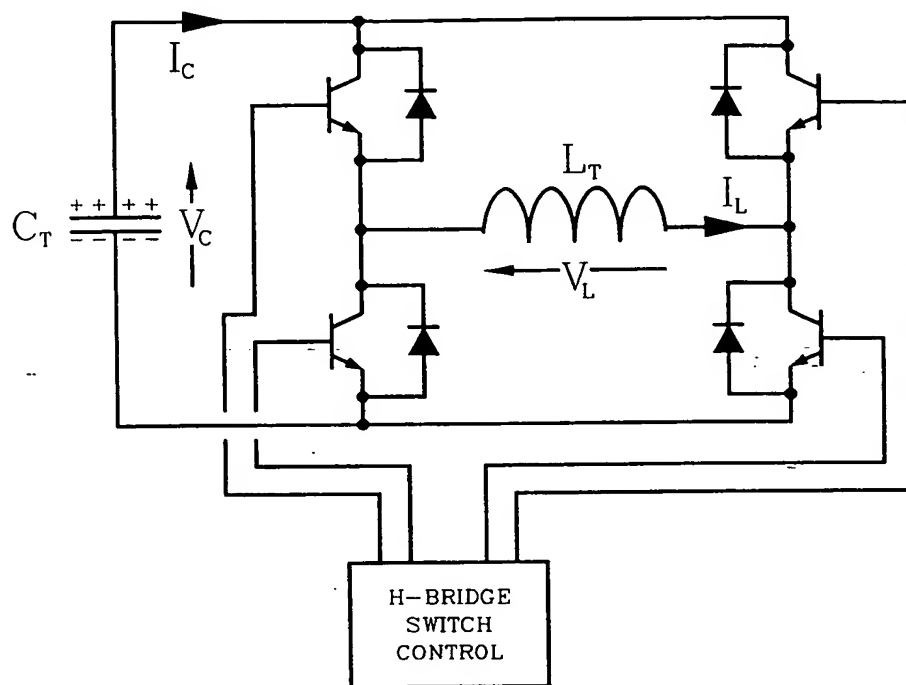 I_C
C_T
+ + + +
V_C
− − − −
L_T
I_L
V_L
H-BRIDGE
SWITCH
CONTROL